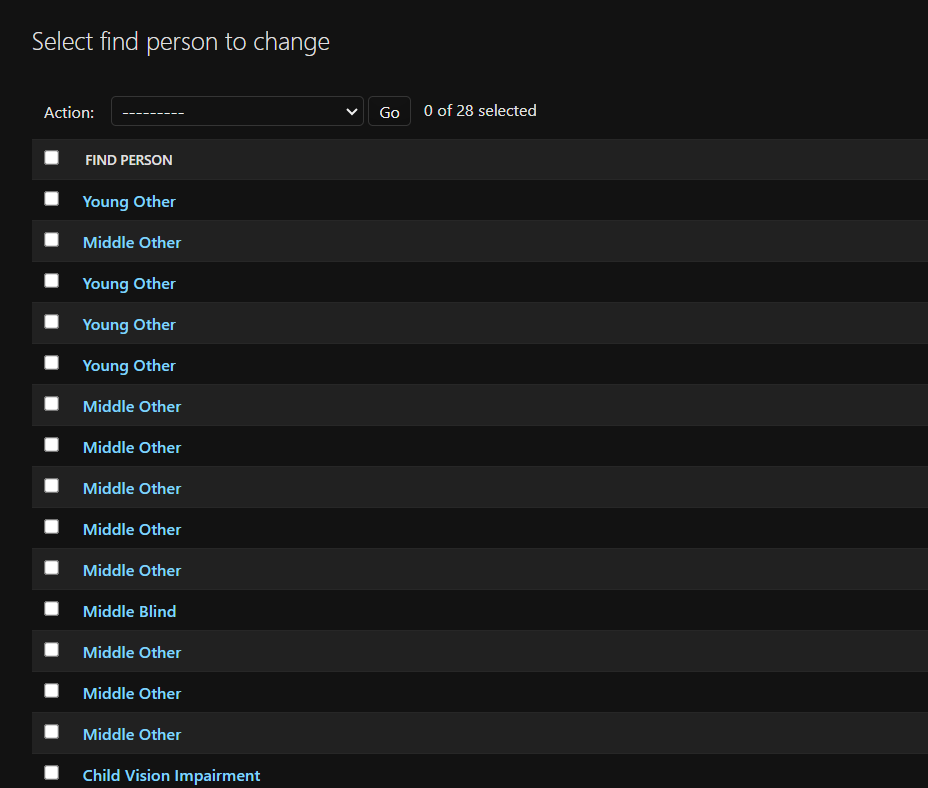 Select find person to change
Action: --------- Go 0 of 28 selected
FIND PERSON
Young Other
Middle Other
Young Other
Young Other
Young Other
Middle Other
Middle Other
Middle Other
Middle Other
Middle Other
Middle Blind
Middle Other
Middle Other
Middle Other
Child Vision Impairment